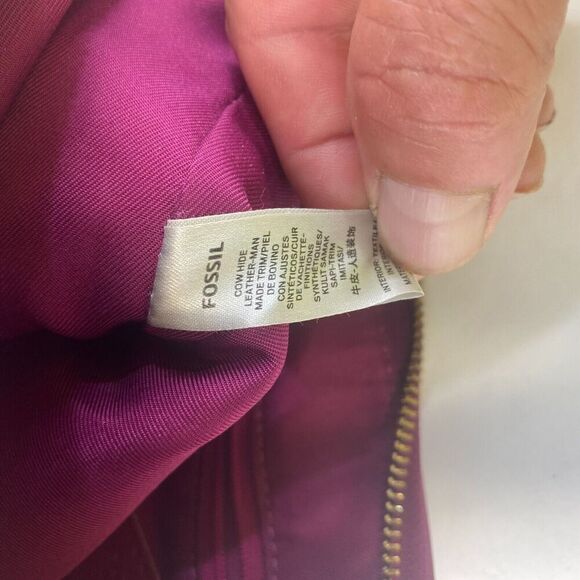 FOSSIL
COW HIDE
LEATHER-MAN
MADE TRIM/PIEL
DE BOVINO
CON AJUSTES
SINTÉTICOS/CUIR
DE VACHETTE-
FINITIONS
SYNTHÉTIQUES/
KULIT SAMAK
SAPI-TRIM
IMITASI/
牛皮-人造装饰
INTERIOR: TEXTILE
INTERI